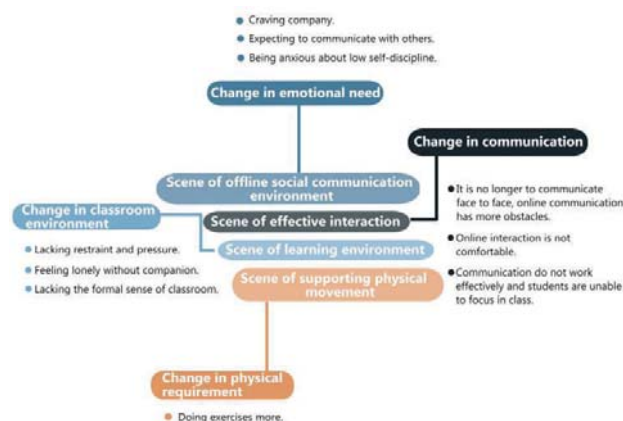 Craving company.
Expecting to communicate with others.
Being anxious about low self-discipline.
Change in emotional need
Change in communication
Scene of offline social communication
environment
Change in classroom
environment
Scene of effective interaction
Scene of learning environment
Scene of supporting physical
movement
It is no longer to communicate
face to face, online communication
has more obstacles.
Online interaction is not
comfortable.
Communication do not work
effectively and students are unable
to focus in class.
Lacking restraint and pressure.
Feeling lonely without companion.
Lacking the formal sense of classroom.
Change in physical
requirement
Doing exercises more.